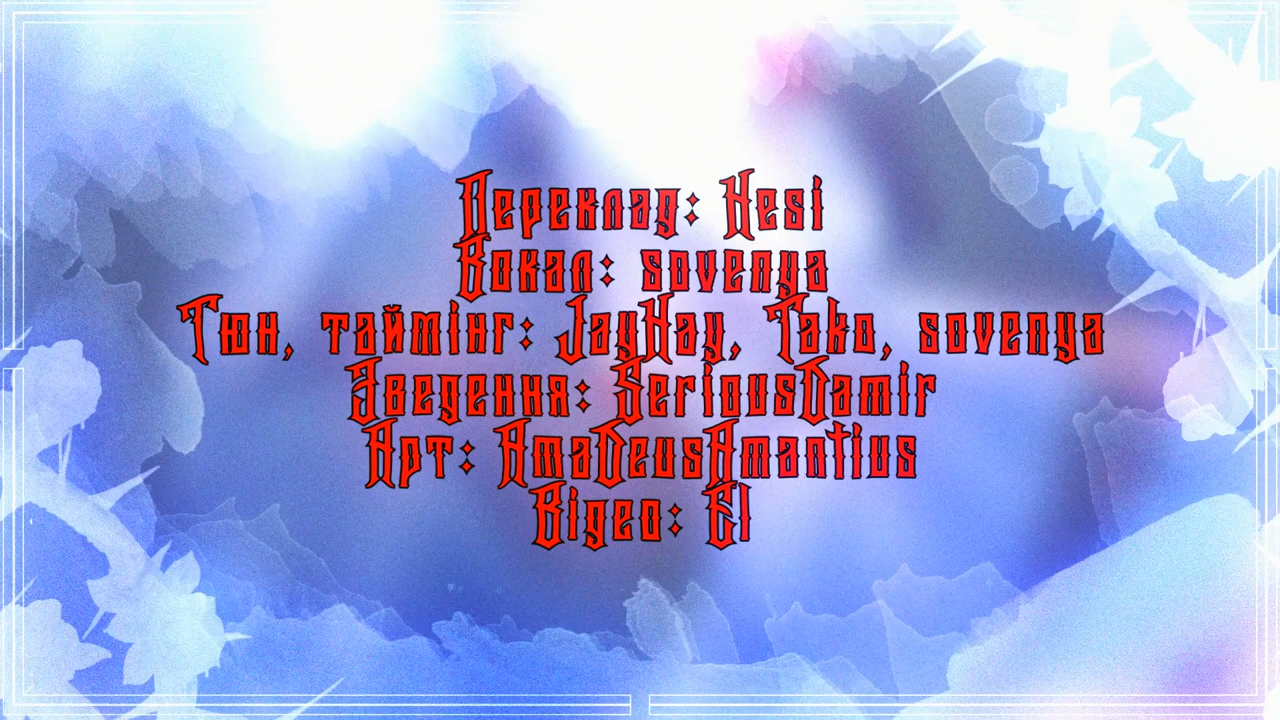 Переклад: Hesi
Вокал: sovenya
Тюн, таймінг: JayHay, Tako, sovenya
Зведення: SeriousDamir
Арт: AmaDeusAmantius
Відео: El